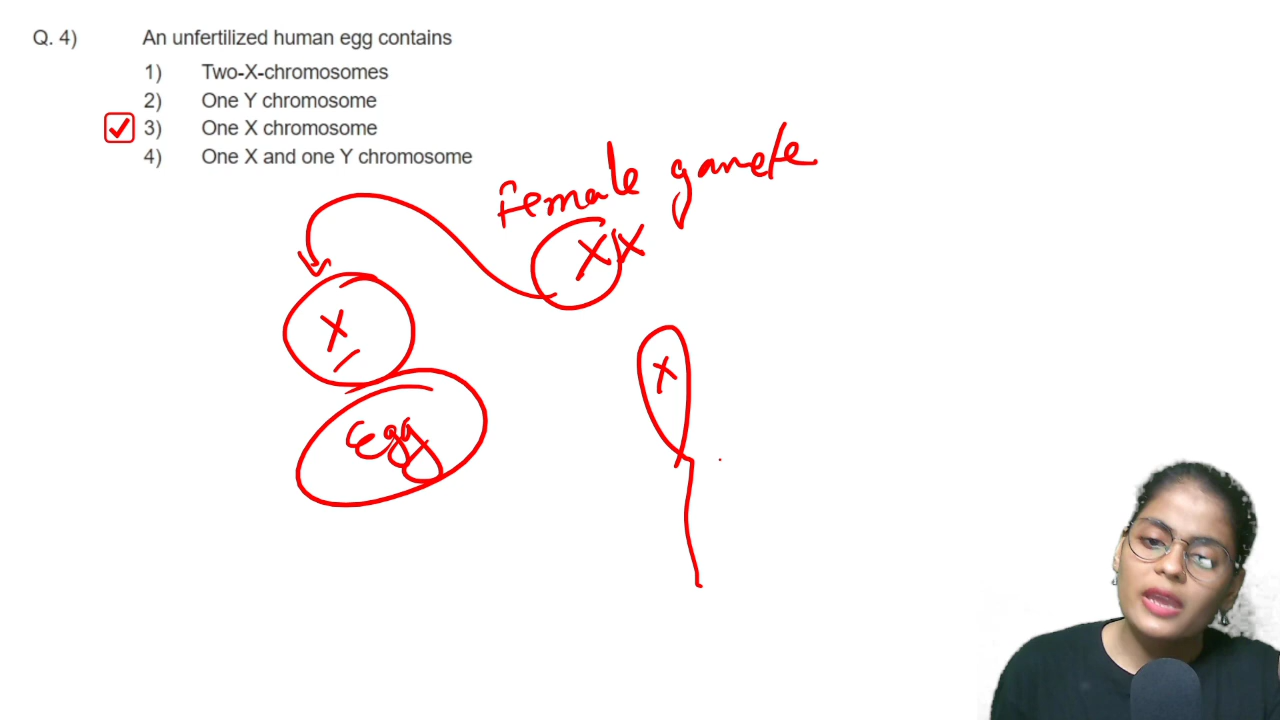 Q. 4) An unfertilized human egg contains
1) Two-X-chromosomes
2) One Y chromosome
3) One X chromosome
4) One X and one Y chromosome
Female gamete
XX
X
X
Egg